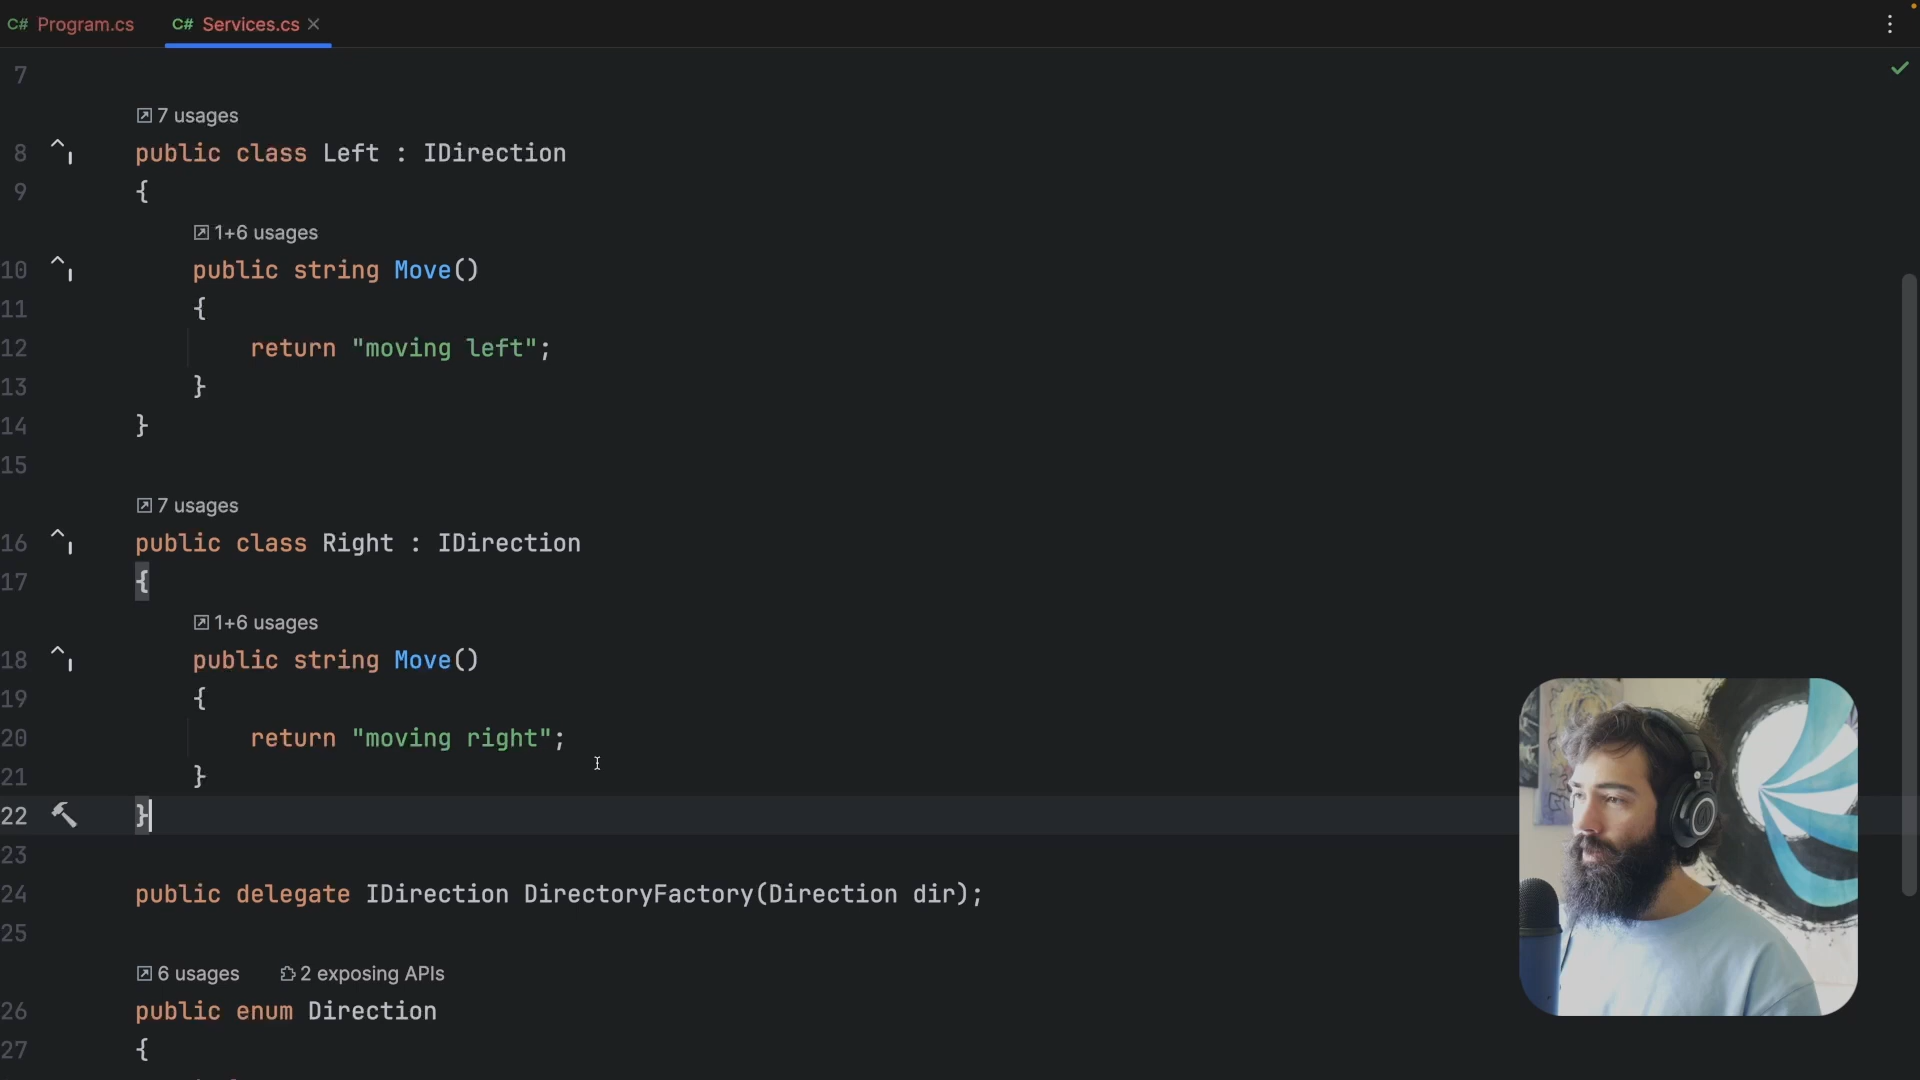 C# Program.cs
C# Services.cs
7
7 usages
8 public class Left : IDirection
9 {
1+6 usages
10 public string Move()
11 {
12 return "moving left";
13 }
14 }
15
7 usages
16 public class Right : IDirection
17 {
1+6 usages
18 public string Move()
19 {
20 return "moving right";
21 }
22 }
23
24 public delegate IDirection DirectoryFactory(Direction dir);
25
6 usages 2 exposing APIs
26 public enum Direction
27 {